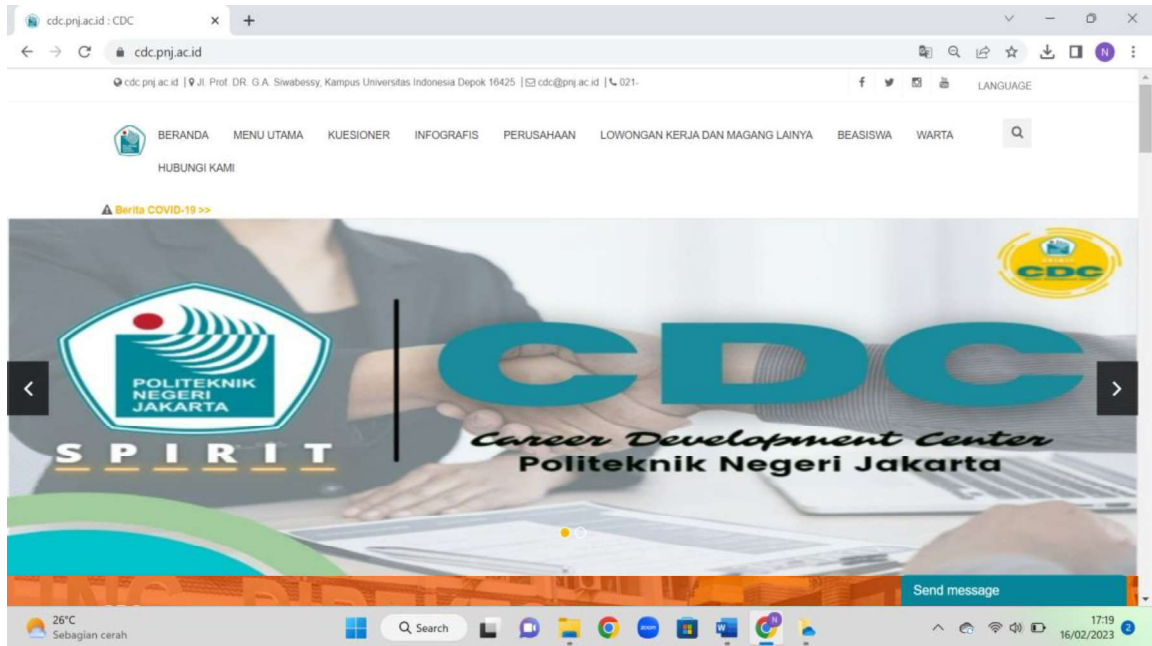 cdc.pnj.ac.id : CDC
cdc.pnj.ac.id
N
cdc.pnj.ac.id | Jl. Prof. DR. G.A. Siwabessy, Kampus Universitas Indonesia Depok 16425 | cdc@pnj.ac.id | 021-
LANGUAGE
BERANDA MENU UTAMA KUESIONER INFOGRAFIS PERUSAHAAN LOWONGAN KERJA DAN MAGANG LAINYA BEASISWA WARTA
HUBUNGI KAMI
Berita COVID-19 >>
CDC
POLITEKNIK
NEGERI
JAKARTA
SPIRIT
CDC
Career Development Center
Politeknik Negeri Jakarta
Send message
26°C
Sebagian cerah
Search
zoom
N
17:19
16/02/2023
2